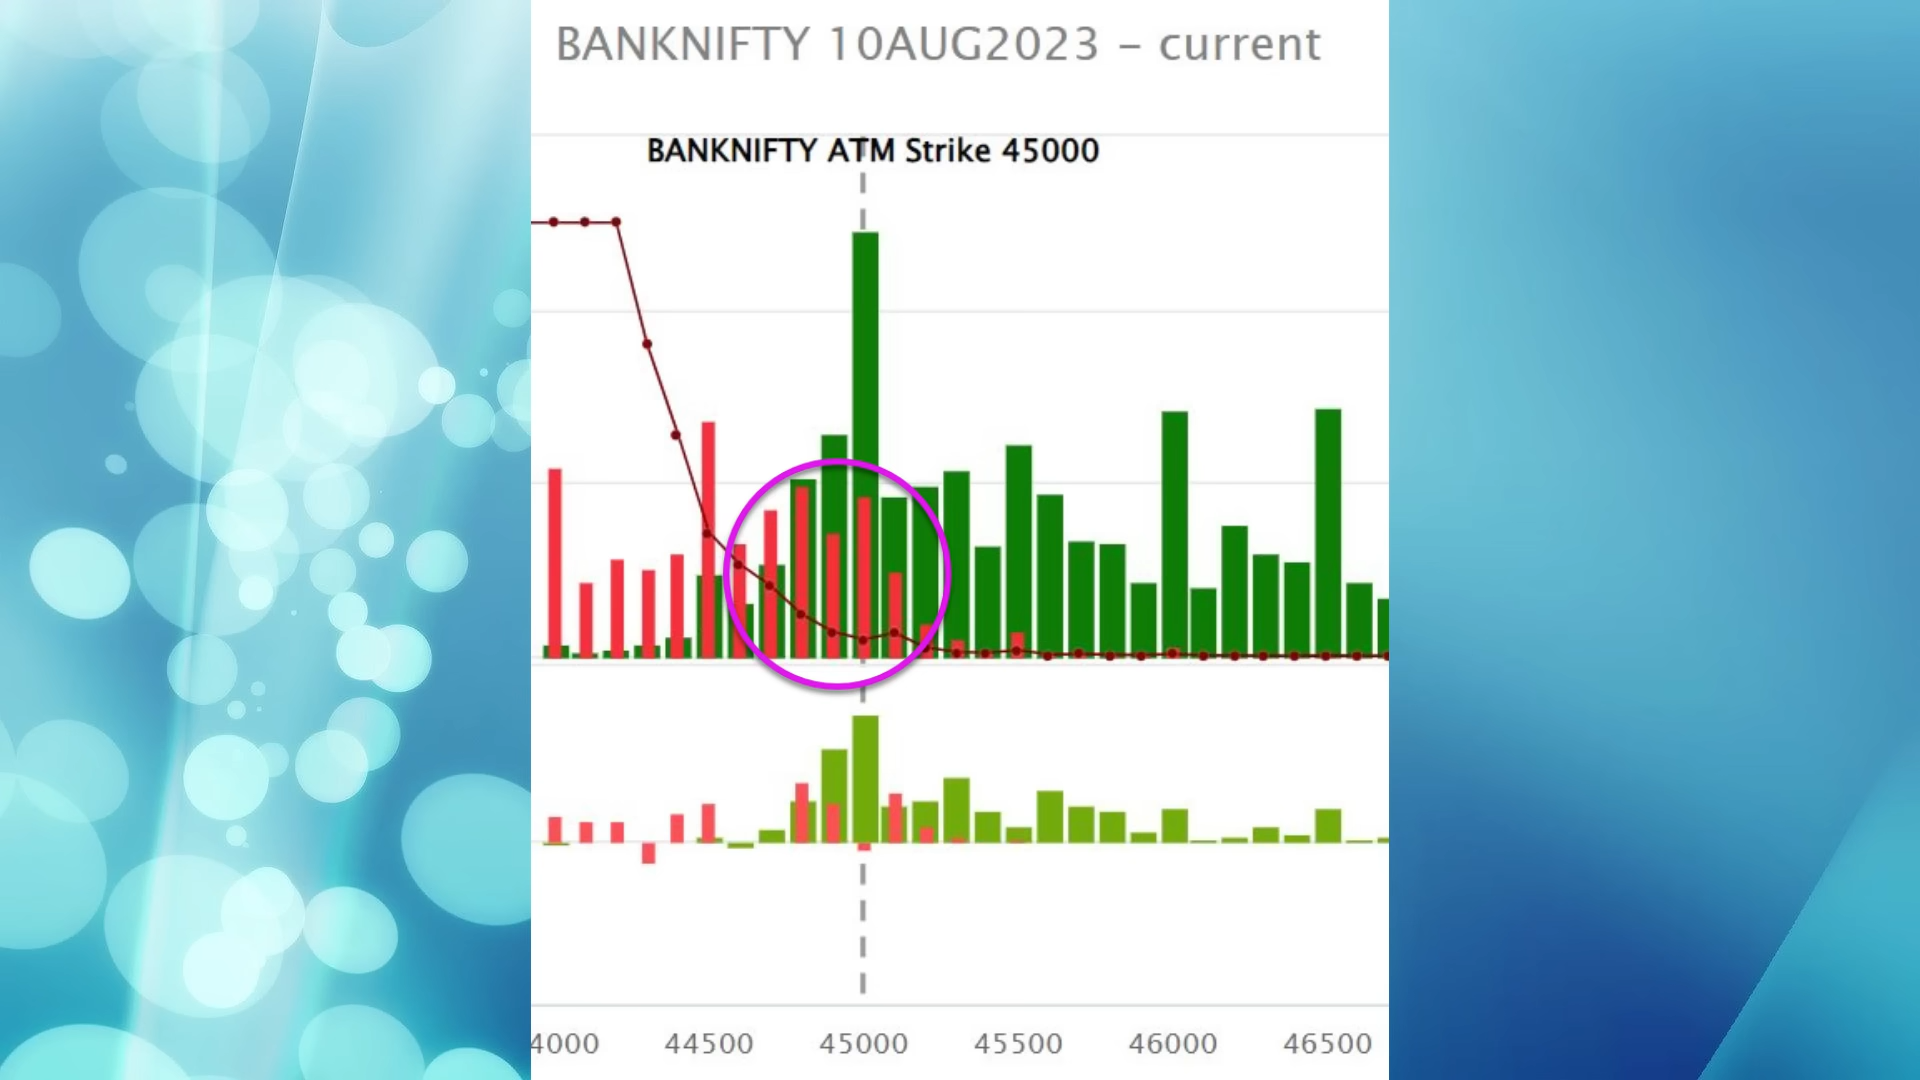 BANKNIFTY 10AUG2023 – current
BANKNIFTY ATM Strike 45000
4000 44500 45000 45500 46000 46500